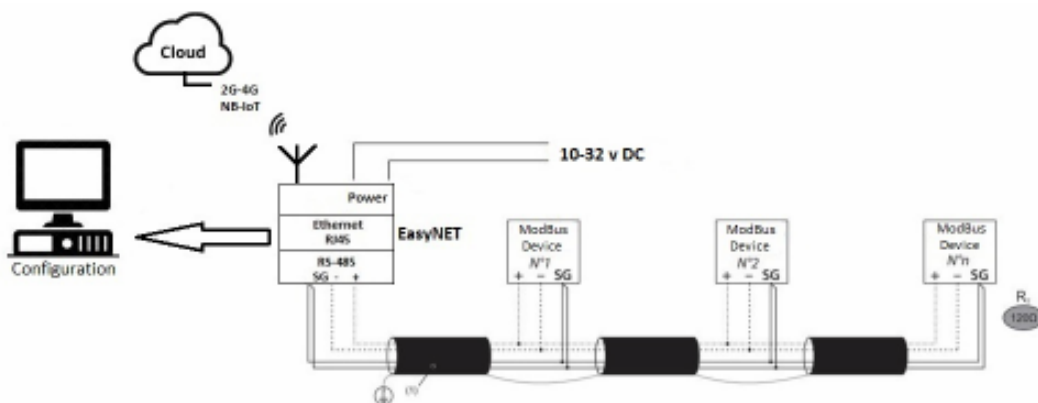 Cloud
2G-4G
NB-IoT
10-32 v DC
Power
Ethernet
RJ45
EasyNET
RS-485
SG - +
Configuration
ModBus
Device
N°1
+ − SG
ModBus
Device
N°2
+ − SG
ModBus
Device
N°n
+ − SG
120Ω
(1)